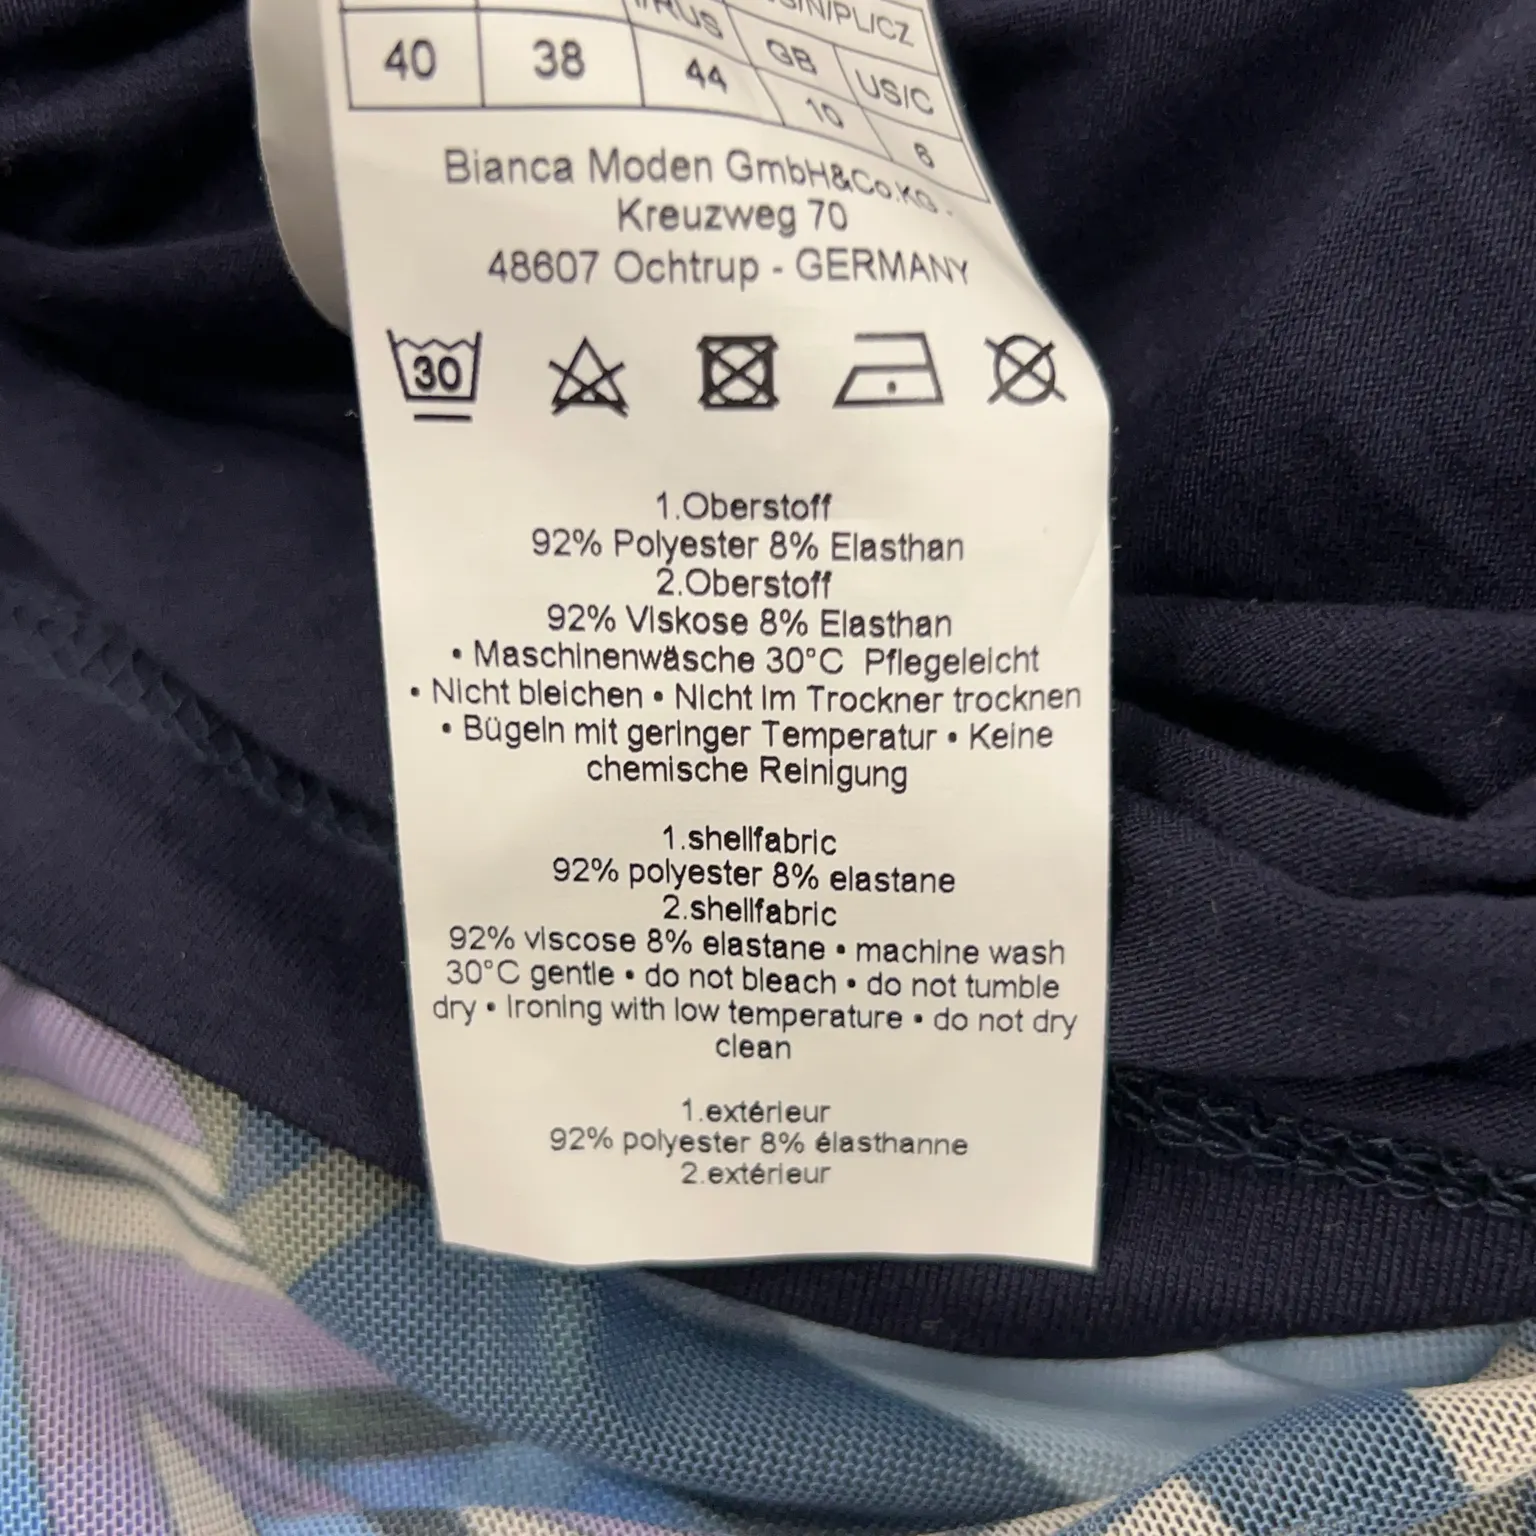 GB US/C
40 38 44 10 8
Bianca Moden GmbH&Co.KG.
Kreuzweg 70
48607 Ochtrup - GERMANY
30
1.Oberstoff
92% Polyester 8% Elasthan
2.Oberstoff
92% Viskose 8% Elasthan
• Maschinenwäsche 30°C Pflegeleicht
• Nicht bleichen • Nicht im Trockner trocknen
• Bügeln mit geringer Temperatur • Keine
chemische Reinigung
1.shellfabric
92% polyester 8% elastane
2.shellfabric
92% viscose 8% elastane • machine wash
30°C gentle • do not bleach • do not tumble
dry • Ironing with low temperature • do not dry
clean
1.extérieur
92% polyester 8% élasthanne
2.extérieur